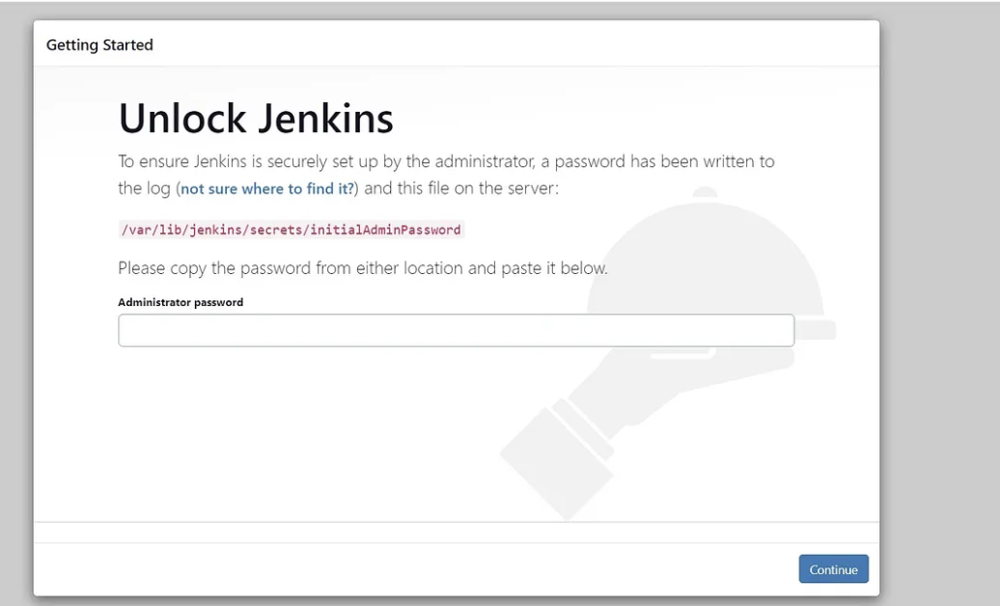 Getting Started
Unlock Jenkins
To ensure Jenkins is securely set up by the administrator, a password has been written to
the log (not sure where to find it?) and this file on the server:
/var/lib/jenkins/secrets/initialAdminPassword
Please copy the password from either location and paste it below.
Administrator password
Continue